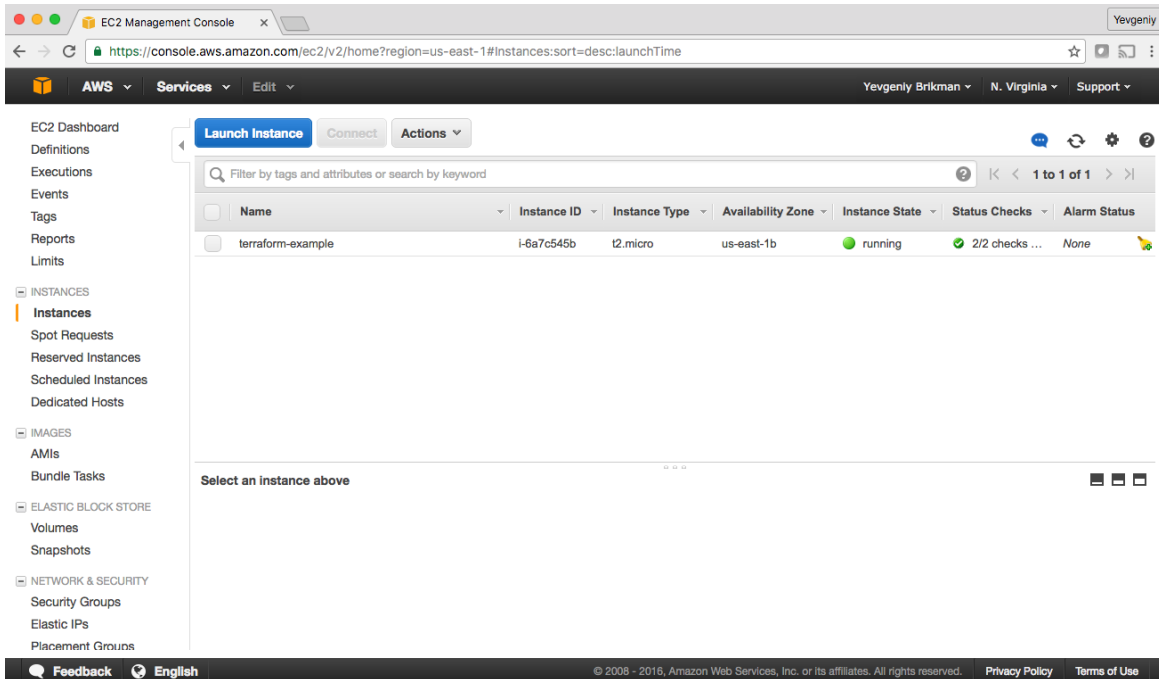 EC2 Management Console
Yevgeniy
https://console.aws.amazon.com/ec2/v2/home?region=us-east-1#Instances:sort=desc:launchTime
AWS Services Edit Yevgeniy Brikman N. Virginia Support
EC2 Dashboard
Definitions
Executions
Events
Tags
Reports
Limits
INSTANCES
Instances
Spot Requests
Reserved Instances
Scheduled Instances
Dedicated Hosts
IMAGES
AMIs
Bundle Tasks
ELASTIC BLOCK STORE
Volumes
Snapshots
NETWORK & SECURITY
Security Groups
Elastic IPs
Placement Groups
Launch Instance Connect Actions
Filter by tags and attributes or search by keyword
1 to 1 of 1
Name Instance ID Instance Type Availability Zone Instance State Status Checks Alarm Status
terraform-example i-6a7c545b t2.micro us-east-1b running 2/2 checks ... None
Select an instance above
Feedback English © 2008 - 2016, Amazon Web Services, Inc. or its affiliates. All rights reserved. Privacy Policy Terms of Use